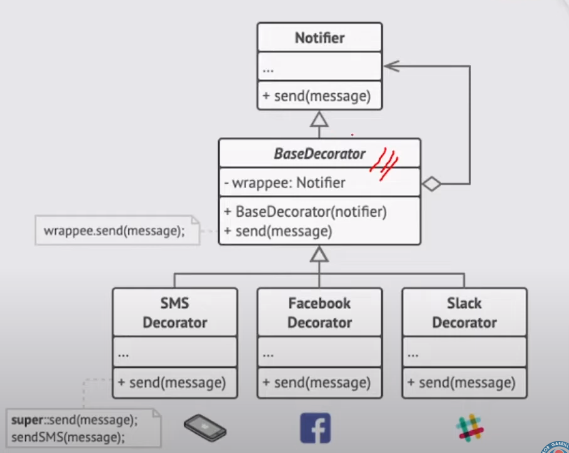 Notifier
...
+ send(message)
BaseDecorator
- wrappee: Notifier
+ BaseDecorator(notifier)
+ send(message)
wrappee.send(message);
SMS
Decorator
...
+ send(message)
Facebook
Decorator
...
+ send(message)
Slack
Decorator
...
+ send(message)
super::send(message);
sendSMS(message);